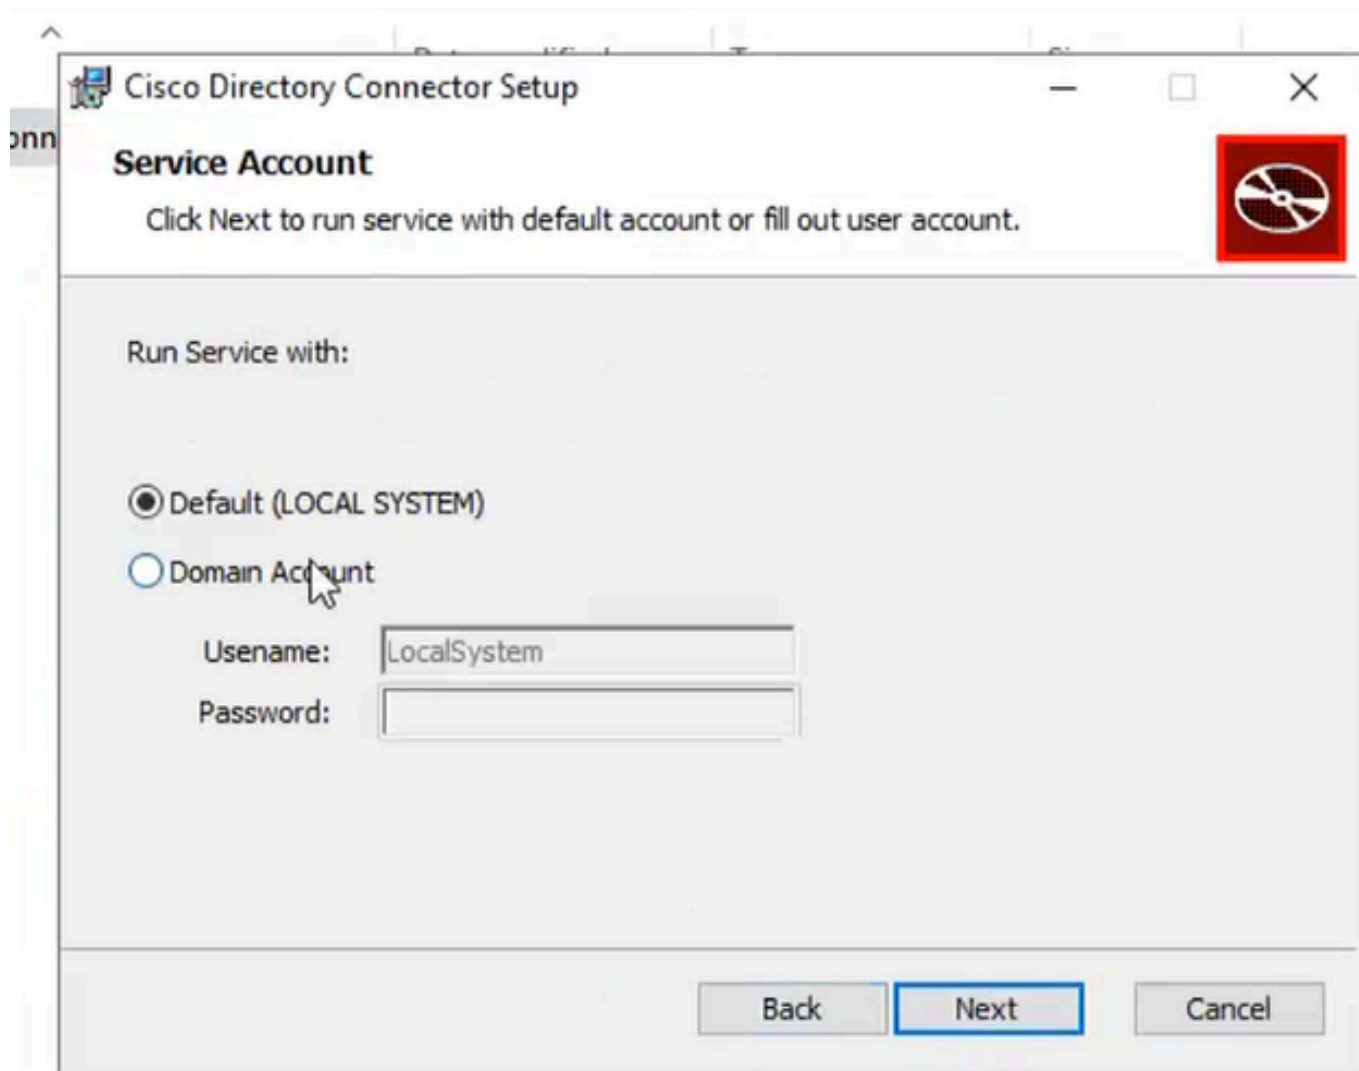 onn
Cisco Directory Connector Setup
Service Account
Click Next to run service with default account or fill out user account.
Run Service with:
Default (LOCAL SYSTEM)
Domain Account
Usename:
LocalSystem
Password:
Back
Next
Cancel